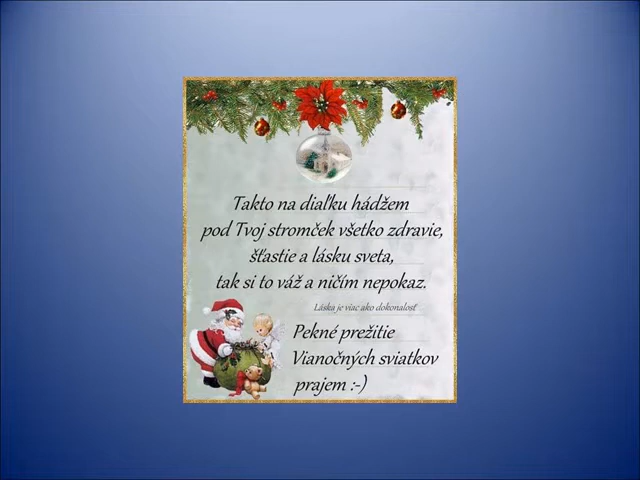 Takto na diaľku hádžem
pod Tvoj stromček všetko zdravie,
šťastie a lásku sveta,
tak si to váž a ničím nepokaz.
Láska je viac ako dokonalosť
Pekné prežitie
Vianočných sviatkov
prajem :-)